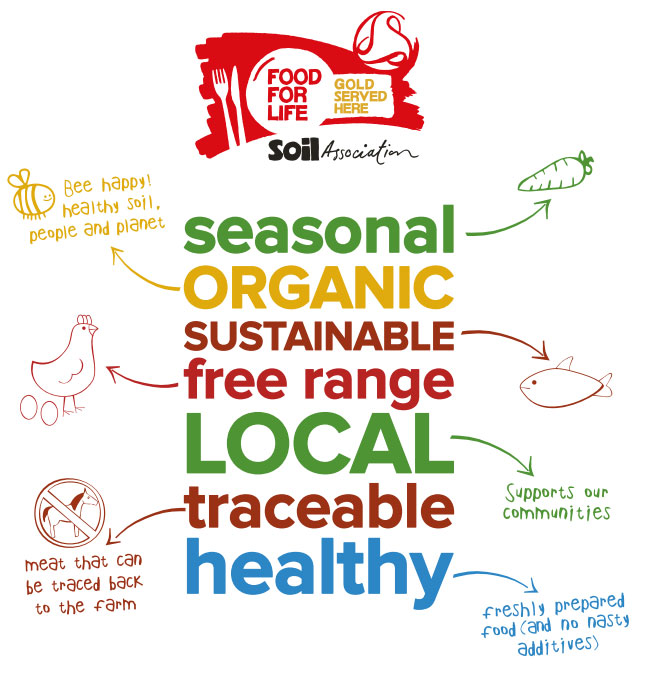 FOOD
FOR
LIFE
GOLD
SERVED
HERE
Soil Association
Bee happy!
healthy soil,
people and planet
seasonal
ORGANIC
SUSTAINABLE
free range
LOCAL
Supports our
communities
traceable
meat that can
be traced back
to the farm
healthy
freshly prepared
food (and no nasty
additives)